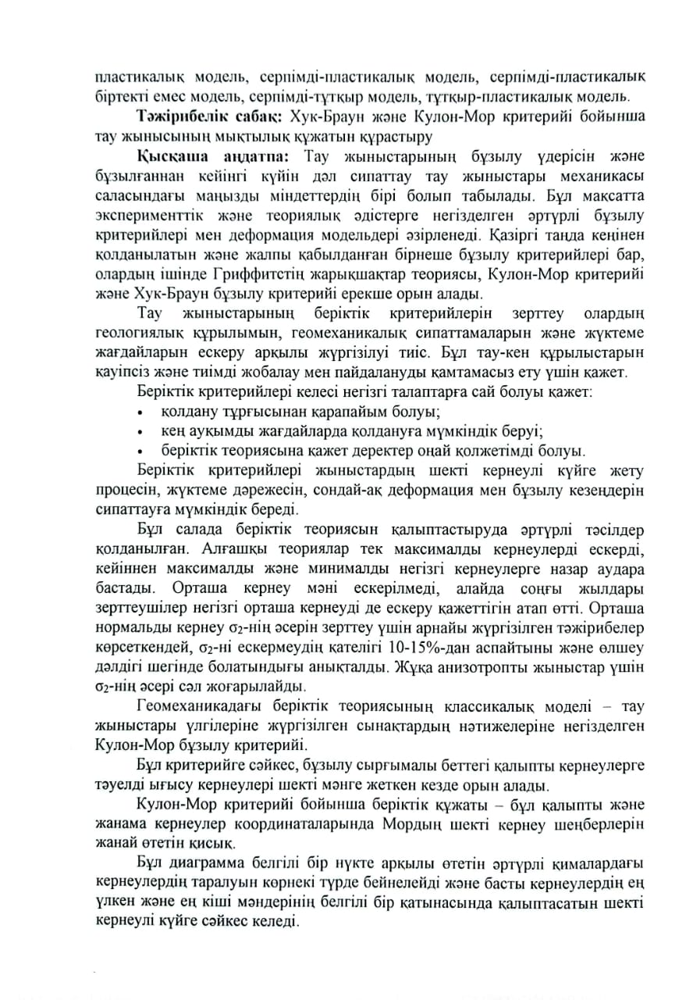 пластикалық модель, серпімді-пластикалық модель, серпімді-пластикалық
біртекті емес модель, серпімді-тұтқыр модель, тұтқыр-пластикалық модель.
Тәжірибелік сабақ: Хук-Браун және Кулон-Мор критерийі бойынша
тау жынысының мықтылық құжатын құрастыру
Қысқаша аңдатпа: Тау жыныстарының бұзылу үдерісін және
бұзылғаннан кейінгі күйін дәл сипаттау тау жыныстары механикасы
саласындағы маңызды міндеттердің бірі болып табылады. Бұл мақсатта
эксперименттік және теориялық әдістерге негізделген әртүрлі бұзылу
критерийлері мен деформация модельдері әзірленеді. Қазіргі таңда кеңінен
қолданылатын және жалпы қабылданған бірнеше бұзылу критерийлері бар,
олардың ішінде Гриффитстің жарықшақтар теориясы, Кулон-Мор критерийі
және Хук-Браун бұзылу критерийі ерекше орын алады.
Тау жыныстарының беріктік критерийлерін зерттеу олардың
геологиялық құрылымын, геомеханикалық сипаттамаларын және жүктеме
жағдайларын ескеру арқылы жүргізілуі тиіс. Бұл тау-кен құрылыстарын
қауіпсіз және тиімді жобалау мен пайдалануды қамтамасыз ету үшін қажет.
Беріктік критерийлері келесі негізгі талаптарға сай болуы қажет:
• қолдану тұрғысынан қарапайым болуы;
• кең ауқымды жағдайларда қолдануға мүмкіндік беруі;
• беріктік теориясына қажет деректер оңай қолжетімді болуы.
Беріктік критерийлері жыныстардың шекті кернеулі күйге жету
процесін, жүктеме дәрежесін, сондай-ақ деформация мен бұзылу кезеңдерін
сипаттауға мүмкіндік береді.
Бұл салада беріктік теориясын қалыптастыруда әртүрлі тәсілдер
қолданылған. Алғашқы теориялар тек максималды кернеулерді ескерді,
кейіннен максималды және минималды негізгі кернеулерге назар аудара
бастады. Орташа кернеу мәні ескерілмеді, алайда соңғы жылдары
зерттеушілер негізгі орташа кернеуді де ескеру қажеттігін атап өтті. Орташа
нормальды кернеу σ₂-нің әсерін зерттеу үшін арнайы жүргізілген тәжірибелер
көрсеткендей, σ₂-ні ескермеудің қателігі 10-15%-дан аспайтыны және өлшеу
дәлдігі шегінде болатындығы анықталды. Жұқа анизотропты жыныстар үшін
σ₂-нің әсері сәл жоғарылайды.
Геомеханикадағы беріктік теориясының классикалық моделі – тау
жыныстары үлгілеріне жүргізілген сынақтардың нәтижелеріне негізделген
Кулон-Мор бұзылу критерийі.
Бұл критерийге сәйкес, бұзылу сырғымалы беттегі қалыпты кернеулерге
тәуелді ығысу кернеулері шекті мәнге жеткен кезде орын алады.
Кулон-Мор критерийі бойынша беріктік құжаты – бұл қалыпты және
жанама кернеулер координаталарында Мордың шекті кернеу шеңберлерін
жанай өтетін қисық.
Бұл диаграмма белгілі бір нүкте арқылы өтетін әртүрлі қималардағы
кернеулердің таралуын көрнекі түрде бейнелейді және басты кернеулердің ең
үлкен және ең кіші мәндерінің белгілі бір қатынасында қалыптасатын шекті
кернеулі күйге сәйкес келеді.